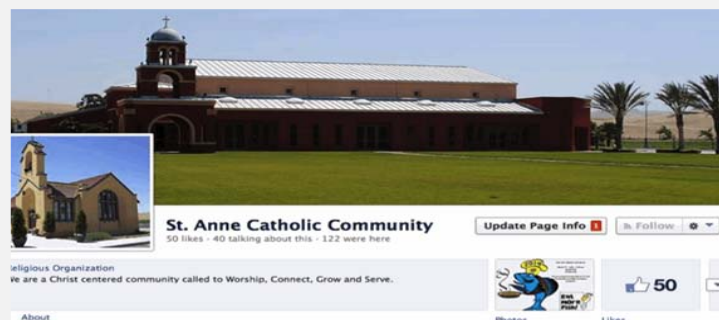 St. Anne Catholic Community
50 likes · 40 talking about this · 122 were here
Update Page Info 1
Follow
Religious Organization
We are a Christ centered community called to Worship, Connect, Grow and Serve.
50
About
Photos
Likes